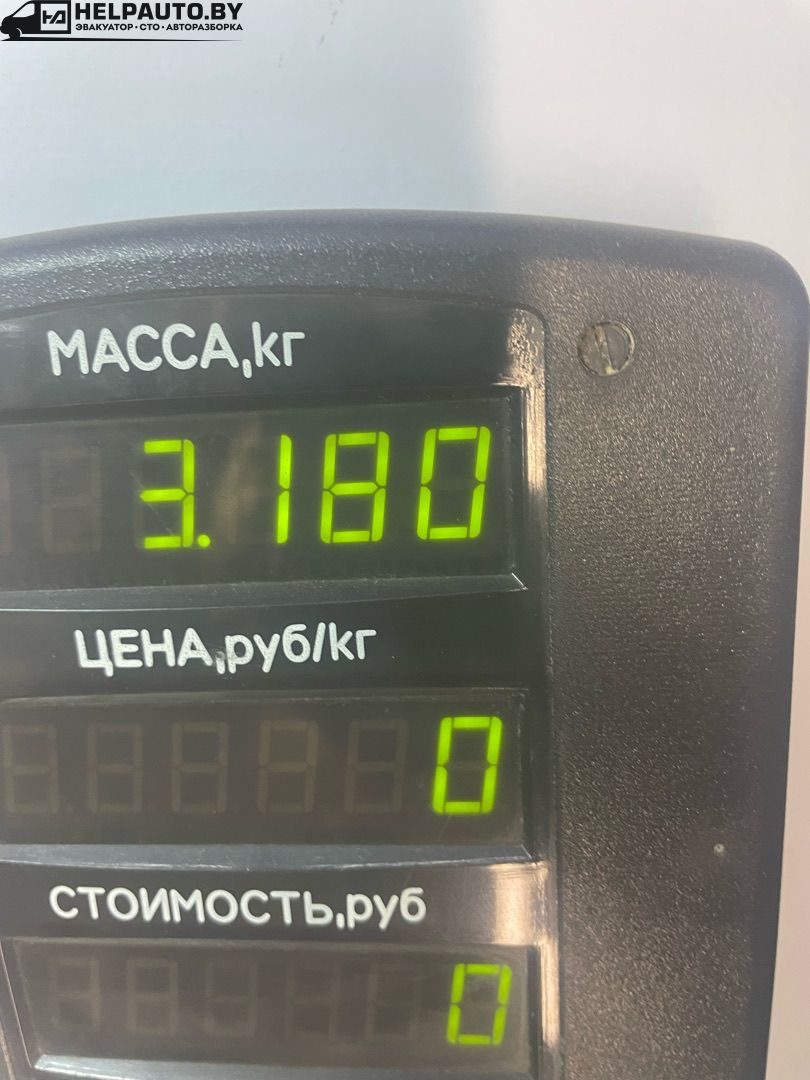 HELPAUTO.BY
ЭВАКУАТОР • СТО • АВТОРАЗБОРКА
МАССА,кг
3.180
ЦЕНА,руб/кг
0
СТОИМОСТЬ,руб
0